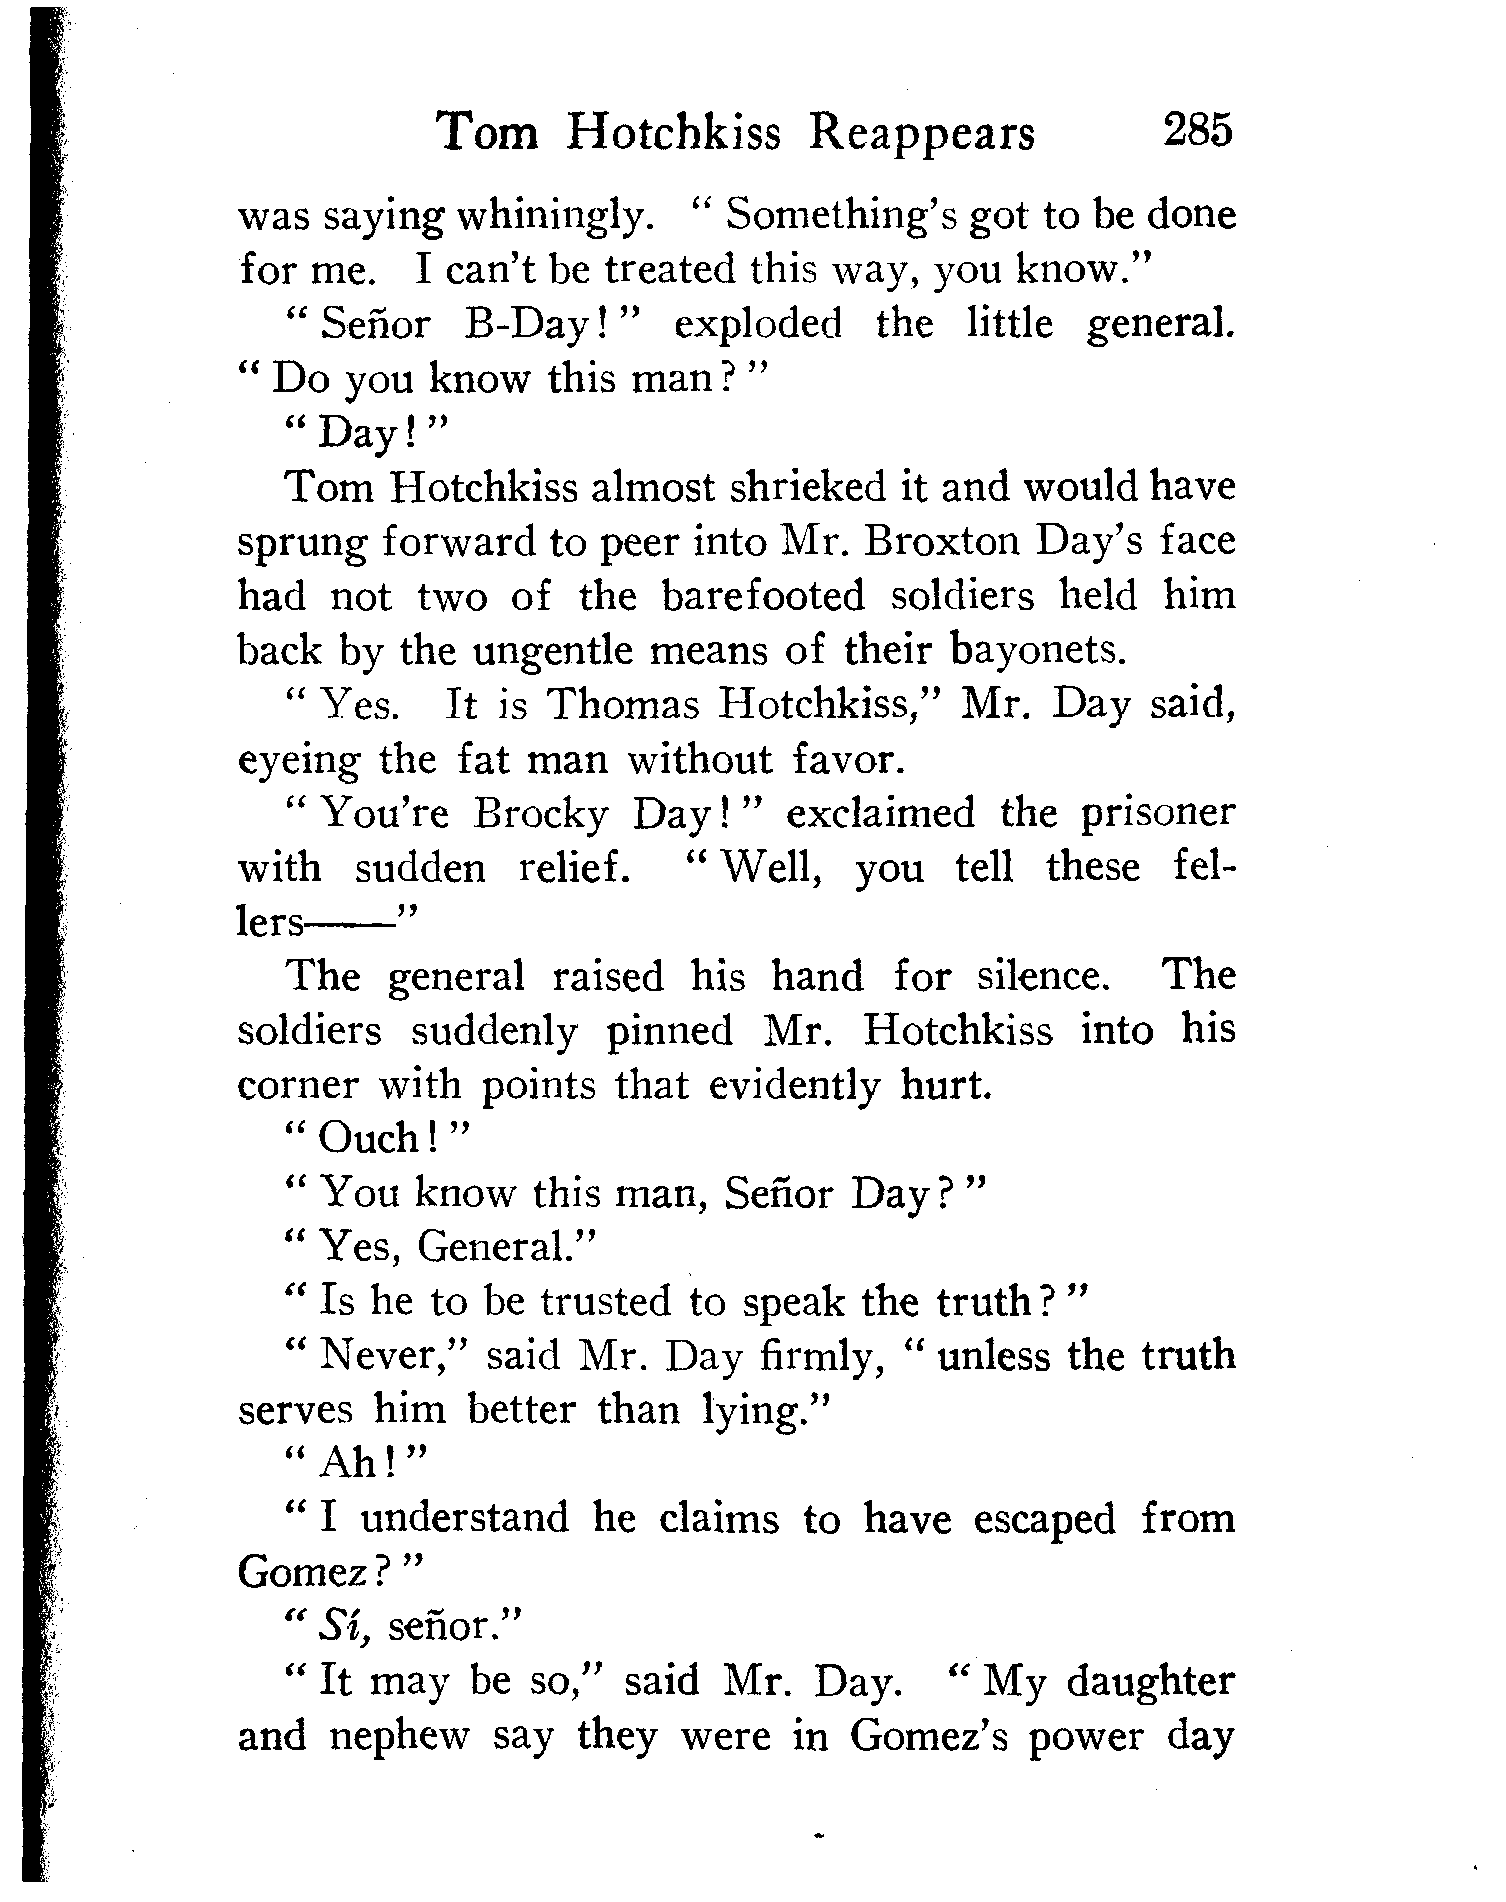 Tom Hotchkiss Reappears 285
was saying whiningly. " Something's got to be done
for me. I can't be treated this way, you know."
" Señor B-Day! " exploded the little general.
" Do you know this man? "
" Day! "
Tom Hotchkiss almost shrieked it and would have
sprung forward to peer into Mr. Broxton Day's face
had not two of the barefooted soldiers held him
back by the ungentle means of their bayonets.
" Yes. It is Thomas Hotchkiss," Mr. Day said,
eyeing the fat man without favor.
" You're Brocky Day! " exclaimed the prisoner
with sudden relief. " Well, you tell these fel-
lers——"
The general raised his hand for silence. The
soldiers suddenly pinned Mr. Hotchkiss into his
corner with points that evidently hurt.
" Ouch! "
" You know this man, Señor Day? "
" Yes, General."
" Is he to be trusted to speak the truth? "
" Never," said Mr. Day firmly, " unless the truth
serves him better than lying."
" Ah! "
" I understand he claims to have escaped from
Gomez? "
" Sí, señor."
" It may be so," said Mr. Day. " My daughter
and nephew say they were in Gomez's power day